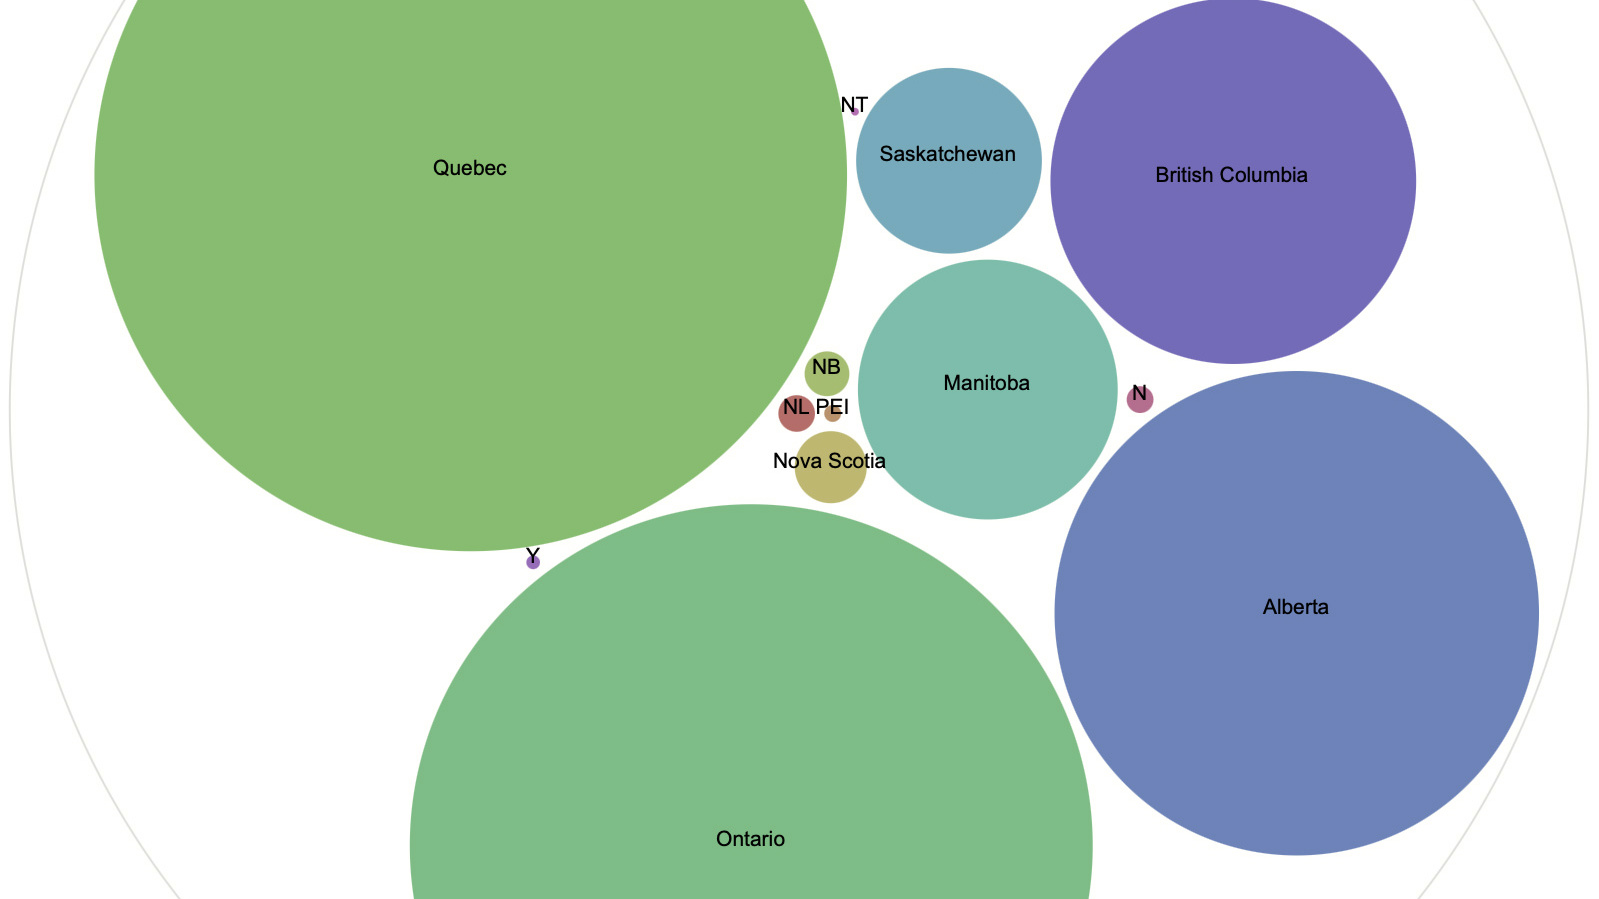 NT
Saskatchewan
Quebec
British Columbia
NB
Manitoba
N
NL
PEI
Nova Scotia
Y
Alberta
Ontario